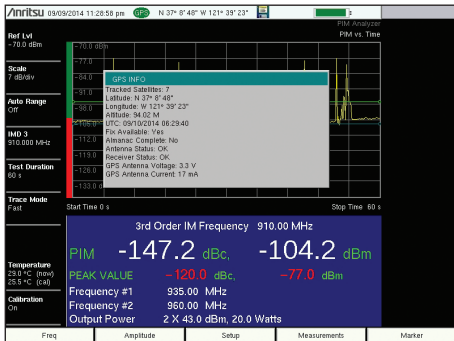 Anritsu 09/09/2014 11:28:58 pm GPS N 37° 8' 48" W 121° 39' 23"
PIM Analyzer
Ref Lvl
-70.0 dBm
PIM vs. Time
-70.0 dBm
-77.0
Scale
7 dB/div
-84.0
-91.0
Auto Range
Off
-98.0
-105.0
IMD 3
910.000 MHz
-112.0
-119.0
Test Duration
60 s
-126.0
-133.0
GPS INFO
Tracked Satellites: 7
Latitude: N 37° 8' 48"
Longitude: W 121° 39' 23"
Altitude: 94.02 M
UTC: 09/10/2014 06:29:40
Fix Available: Yes
Almanac Complete: No
Antenna Status: OK
Receiver Status: OK
GPS Antenna Voltage: 3.3 V
GPS Antenna Current: 17 mA
Trace Mode
Fast
Start Time 0 s
Stop Time 60 s
3rd Order IM Frequency 910.00 MHz
PIM -147.2 dBc, -104.2 dBm
Temperature
29.0 °C (now)
25.5 °C (cal)
PEAK VALUE -120.0 dBc, -77.0 dBm
Frequency #1 935.00 MHz
Calibration
On
Frequency #2 960.00 MHz
Output Power 2 X 43.0 dBm, 20.0 Watts
Freq Amplitude Setup Measurements Marker